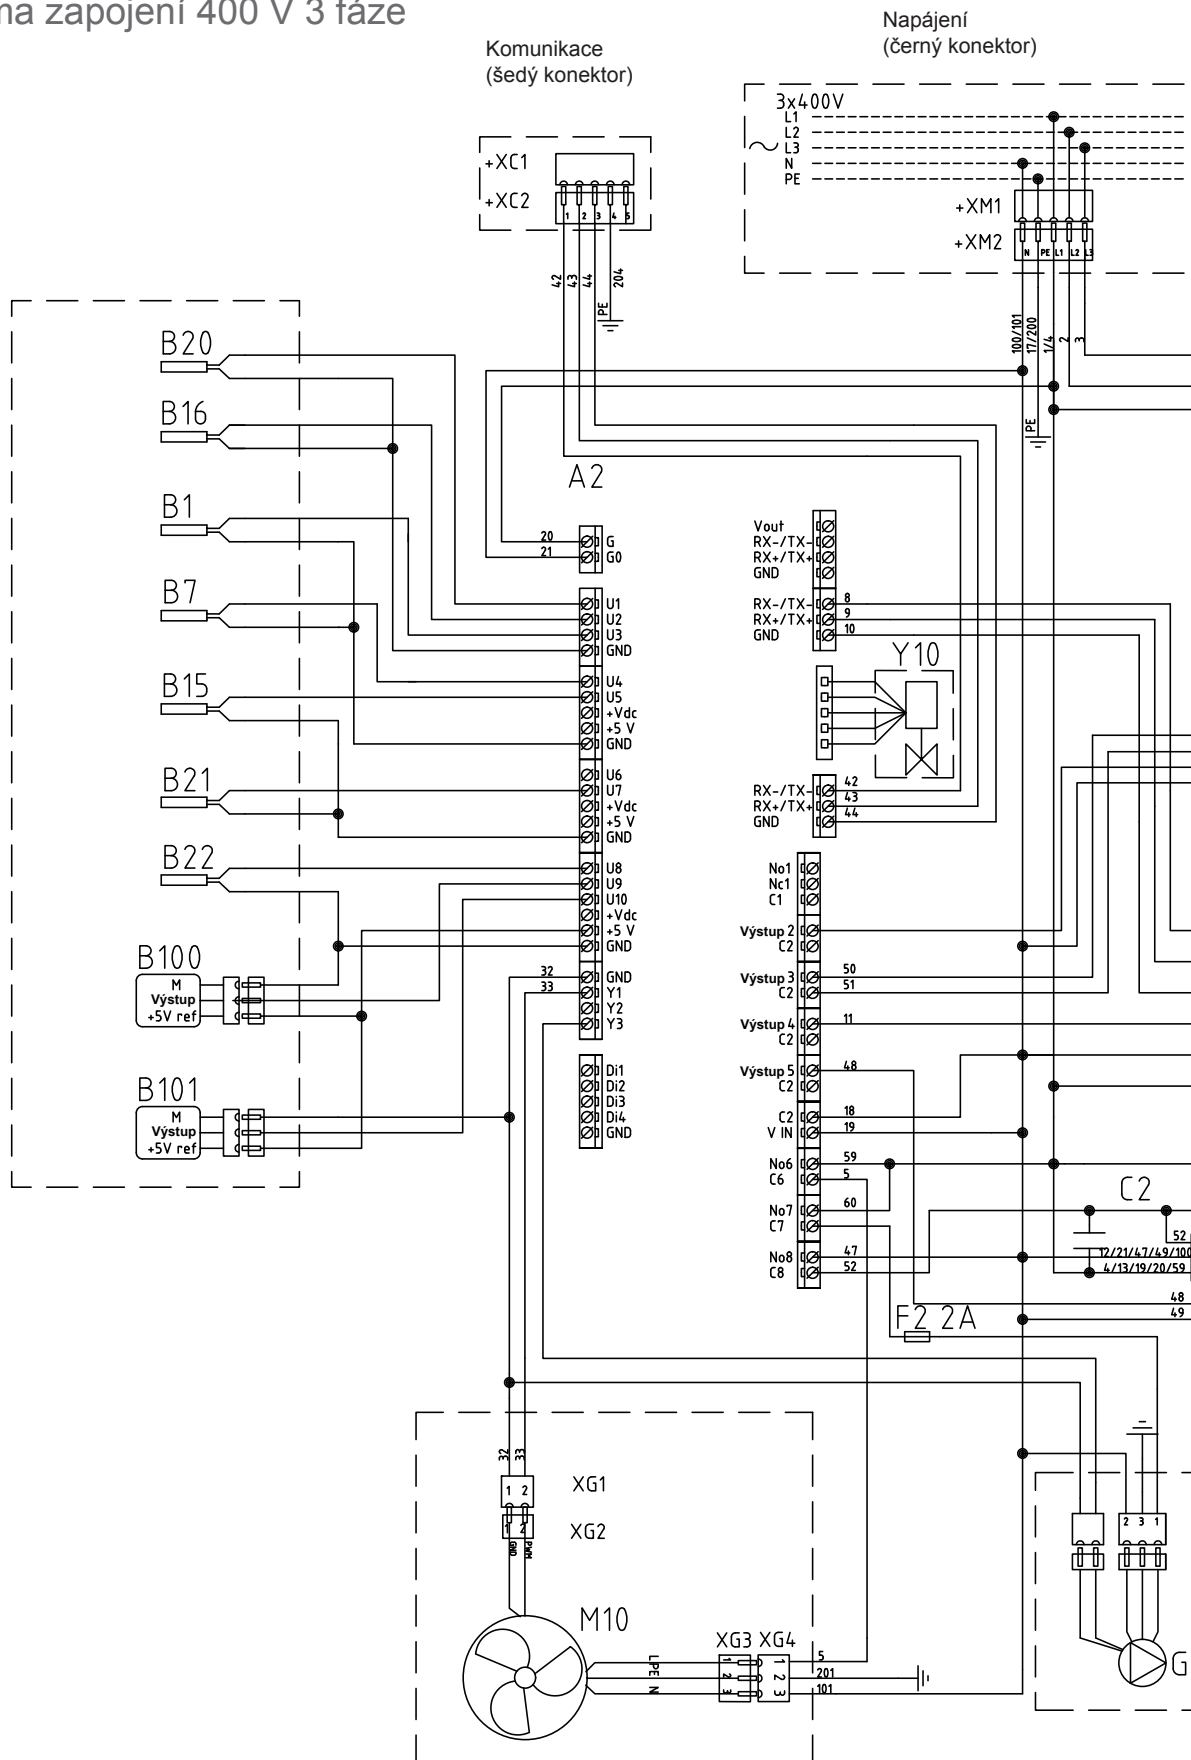 ma zapojení 400 V 3 fáze
Komunikace
(šedý konektor)
Napájení
(černý konektor)
3x400V
L1
L2
L3
N
PE
+XC1
+XC2
1 2 3 4 5
+XM1
+XM2
N PE L1 L2 L3
42
43
44
204
PE
100/101
17/200
1/4
2
3
PE
B20
B16
B1
B7
B15
B21
B22
B100
M
Výstup
+5V ref
B101
M
Výstup
+5V ref
A2
20 G
21 G0
U1
U2
U3
GND
U4
U5
+Vdc
+5 V
GND
U6
U7
+Vdc
+5 V
GND
U8
U9
U10
+Vdc
+5 V
GND
32 GND
33 Y1
Y2
Y3
Di1
Di2
Di3
Di4
GND
Vout
RX-/TX-
RX+/TX+
GND
RX-/TX- 8
RX+/TX+ 9
GND 10
Y10
RX-/TX- 42
RX+/TX+ 43
GND 44
No1
Nc1
C1
Výstup 2
C2
Výstup 3 50
C2 51
Výstup 4 11
C2
Výstup 5 48
C2
C2 18
V IN 19
No6 59
C6 5
No7 60
C7
No8 47
C8 52
C2
52
12/21/47/49/100
4/13/19/20/59
48
49
F2 2A
32
33
1 2
XG1
1 2
XG2
GND
PWM
M10
L PE N
XG3 XG4
1 1 5
2 2 201
3 3 101
2 3 1
G